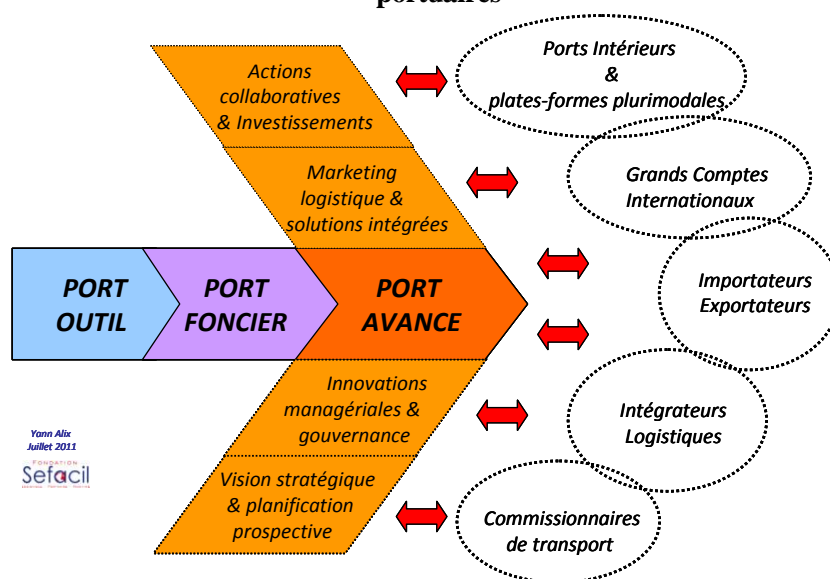 portuaires
Actions
collaboratives
& Investissements
Ports Intérieurs
&
plates-formes plurimodales
Marketing
logistique &
solutions intégrées
Grands Comptes
Internationaux
PORT
OUTIL
PORT
FONCIER
PORT
AVANCE
Importateurs
Exportateurs
Innovations
managériales &
gouvernance
Intégrateurs
Logistiques
Yann Alix
Juillet 2011
FONDATION
Sefacil
Vision stratégique
& planification
prospective
Commissionnaires
de transport